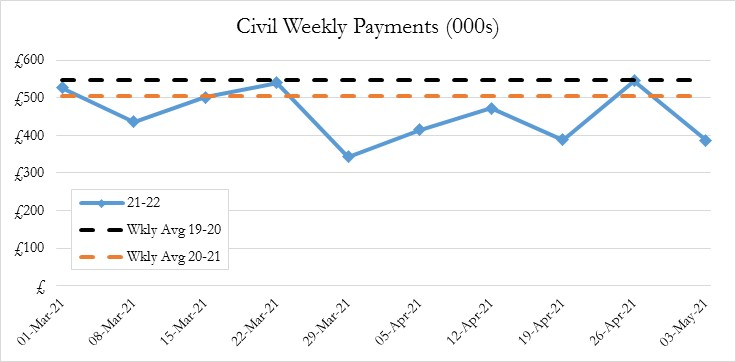 Civil Weekly Payments (000s)
£600
£500
£400
£300
£200
£100
£
21-22
Wkly Avg 19-20
Wkly Avg 20-21
01-Mar-21
08-Mar-21
15-Mar-21
22-Mar-21
29-Mar-21
05-Apr-21
12-Apr-21
19-Apr-21
26-Apr-21
03-May-21